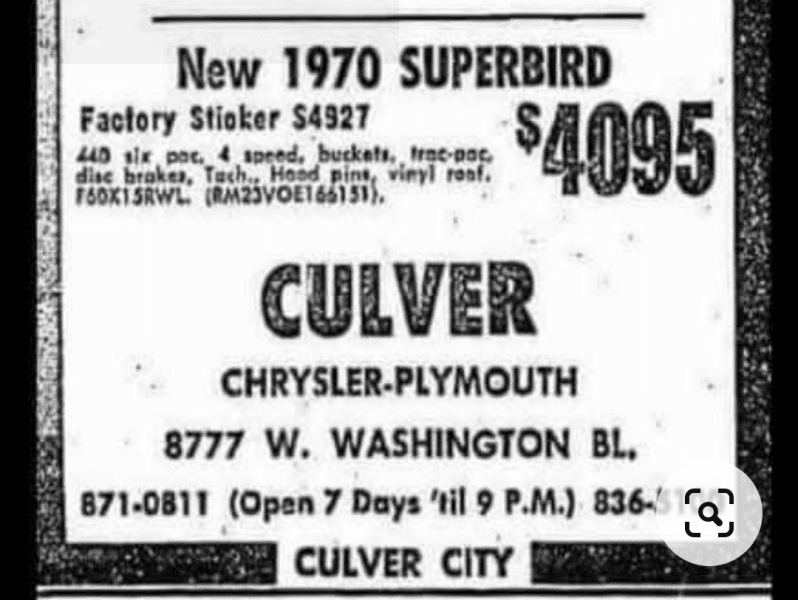 New 1970 SUPERBIRD
Factory Sticker $4927
$4095
440 six pac, 4 speed, buckets, trac-pac,
disc brakes, Tach., Hood pins, vinyl roof.
F60X15RWL. (RM23VOE166151).
CULVER
CHRYSLER-PLYMOUTH
8777 W. WASHINGTON BL.
871-0811 (Open 7 Days 'til 9 P.M.)
CULVER CITY